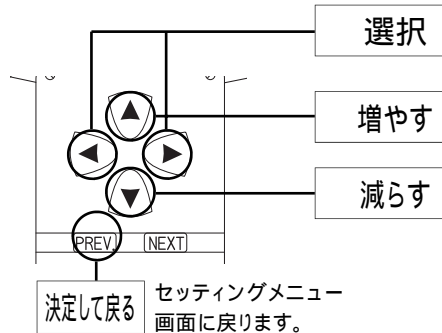 選択
増やす
減らす
PREV.
NEXT
決定して戻る
セッティングメニュー
画面に戻ります。